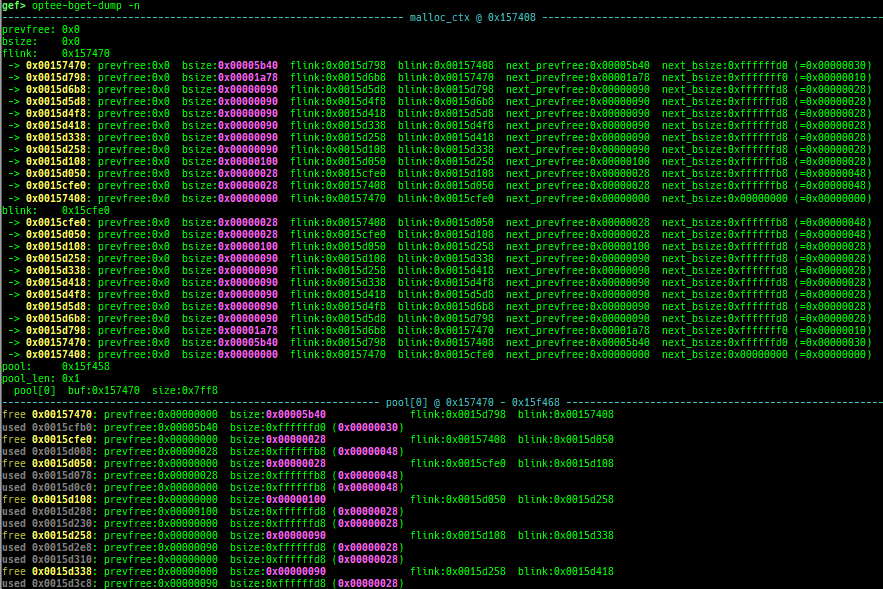 gef> optee-bget-dump -n
------------------------------------------------------------------- malloc_ctx @ 0x157408 -------------------------------------------------------------------
prevfree: 0x0
bsize:    0x0
flink:    0x157470
 -> 0x00157470: prevfree:0x0  bsize:0x00005b40  flink:0x0015d798  blink:0x00157408  next_prevfree:0x00005b40  next_bsize:0xffffffd0 (=0x00000030)
 -> 0x0015d798: prevfree:0x0  bsize:0x00001a78  flink:0x0015d6b8  blink:0x00157470  next_prevfree:0x00001a78  next_bsize:0xfffffff0 (=0x00000010)
 -> 0x0015d6b8: prevfree:0x0  bsize:0x00000090  flink:0x0015d5d8  blink:0x0015d798  next_prevfree:0x00000090  next_bsize:0xffffffd8 (=0x00000028)
 -> 0x0015d5d8: prevfree:0x0  bsize:0x00000090  flink:0x0015d4f8  blink:0x0015d6b8  next_prevfree:0x00000090  next_bsize:0xffffffd8 (=0x00000028)
 -> 0x0015d4f8: prevfree:0x0  bsize:0x00000090  flink:0x0015d418  blink:0x0015d5d8  next_prevfree:0x00000090  next_bsize:0xffffffd8 (=0x00000028)
 -> 0x0015d418: prevfree:0x0  bsize:0x00000090  flink:0x0015d338  blink:0x0015d4f8  next_prevfree:0x00000090  next_bsize:0xffffffd8 (=0x00000028)
 -> 0x0015d338: prevfree:0x0  bsize:0x00000090  flink:0x0015d258  blink:0x0015d418  next_prevfree:0x00000090  next_bsize:0xffffffd8 (=0x00000028)
 -> 0x0015d258: prevfree:0x0  bsize:0x00000090  flink:0x0015d108  blink:0x0015d338  next_prevfree:0x00000090  next_bsize:0xffffffd8 (=0x00000028)
 -> 0x0015d108: prevfree:0x0  bsize:0x00000100  flink:0x0015d050  blink:0x0015d258  next_prevfree:0x00000100  next_bsize:0xffffffd8 (=0x00000028)
 -> 0x0015d050: prevfree:0x0  bsize:0x00000028  flink:0x0015cfe0  blink:0x0015d108  next_prevfree:0x00000028  next_bsize:0xffffffb8 (=0x00000048)
 -> 0x0015cfe0: prevfree:0x0  bsize:0x00000028  flink:0x00157408  blink:0x0015d050  next_prevfree:0x00000028  next_bsize:0xffffffb8 (=0x00000048)
 -> 0x00157408: prevfree:0x0  bsize:0x00000000  flink:0x00157470  blink:0x0015cfe0  next_prevfree:0x00000000  next_bsize:0x00000000 (=0x00000000)
blink:    0x15cfe0
 -> 0x0015cfe0: prevfree:0x0  bsize:0x00000028  flink:0x00157408  blink:0x0015d050  next_prevfree:0x00000028  next_bsize:0xffffffb8 (=0x00000048)
 -> 0x0015d050: prevfree:0x0  bsize:0x00000028  flink:0x0015cfe0  blink:0x0015d108  next_prevfree:0x00000028  next_bsize:0xffffffb8 (=0x00000048)
 -> 0x0015d108: prevfree:0x0  bsize:0x00000100  flink:0x0015d050  blink:0x0015d258  next_prevfree:0x00000100  next_bsize:0xffffffd8 (=0x00000028)
 -> 0x0015d258: prevfree:0x0  bsize:0x00000090  flink:0x0015d108  blink:0x0015d338  next_prevfree:0x00000090  next_bsize:0xffffffd8 (=0x00000028)
 -> 0x0015d338: prevfree:0x0  bsize:0x00000090  flink:0x0015d258  blink:0x0015d418  next_prevfree:0x00000090  next_bsize:0xffffffd8 (=0x00000028)
 -> 0x0015d418: prevfree:0x0  bsize:0x00000090  flink:0x0015d338  blink:0x0015d4f8  next_prevfree:0x00000090  next_bsize:0xffffffd8 (=0x00000028)
 -> 0x0015d4f8: prevfree:0x0  bsize:0x00000090  flink:0x0015d418  blink:0x0015d5d8  next_prevfree:0x00000090  next_bsize:0xffffffd8 (=0x00000028)
    0x0015d5d8: prevfree:0x0  bsize:0x00000090  flink:0x0015d4f8  blink:0x0015d6b8  next_prevfree:0x00000090  next_bsize:0xffffffd8 (=0x00000028)
 -> 0x0015d6b8: prevfree:0x0  bsize:0x00000090  flink:0x0015d5d8  blink:0x0015d798  next_prevfree:0x00000090  next_bsize:0xffffffd8 (=0x00000028)
 -> 0x0015d798: prevfree:0x0  bsize:0x00001a78  flink:0x0015d6b8  blink:0x00157470  next_prevfree:0x00001a78  next_bsize:0xfffffff0 (=0x00000010)
 -> 0x00157470: prevfree:0x0  bsize:0x00005b40  flink:0x0015d798  blink:0x00157408  next_prevfree:0x00005b40  next_bsize:0xffffffd0 (=0x00000030)
 -> 0x00157408: prevfree:0x0  bsize:0x00000000  flink:0x00157470  blink:0x0015cfe0  next_prevfree:0x00000000  next_bsize:0x00000000 (=0x00000000)
pool:     0x15f458
pool_len: 0x1
  pool[0]  buf:0x157470  size:0x7ff8
--------------------------------------------------------------- pool[0] @ 0x157470 - 0x15f468 ---------------------------------------------------------------
free 0x00157470: prevfree:0x00000000  bsize:0x00005b40              flink:0x0015d798  blink:0x00157408
used 0x0015cfb0: prevfree:0x00005b40  bsize:0xffffffd0 (0x00000030)
free 0x0015cfe0: prevfree:0x00000000  bsize:0x00000028              flink:0x00157408  blink:0x0015d050
used 0x0015d008: prevfree:0x00000028  bsize:0xffffffb8 (0x00000048)
free 0x0015d050: prevfree:0x00000000  bsize:0x00000028              flink:0x0015cfe0  blink:0x0015d108
used 0x0015d078: prevfree:0x00000028  bsize:0xffffffb8 (0x00000048)
used 0x0015d0c0: prevfree:0x00000000  bsize:0xffffffb8 (0x00000048)
free 0x0015d108: prevfree:0x00000000  bsize:0x00000100              flink:0x0015d050  blink:0x0015d258
used 0x0015d208: prevfree:0x00000100  bsize:0xffffffd8 (0x00000028)
used 0x0015d230: prevfree:0x00000000  bsize:0xffffffd8 (0x00000028)
free 0x0015d258: prevfree:0x00000000  bsize:0x00000090              flink:0x0015d108  blink:0x0015d338
used 0x0015d2e8: prevfree:0x00000090  bsize:0xffffffd8 (0x00000028)
used 0x0015d310: prevfree:0x00000000  bsize:0xffffffd8 (0x00000028)
free 0x0015d338: prevfree:0x00000000  bsize:0x00000090              flink:0x0015d258  blink:0x0015d418
used 0x0015d3c8: prevfree:0x00000090  bsize:0xffffffd8 (0x00000028)